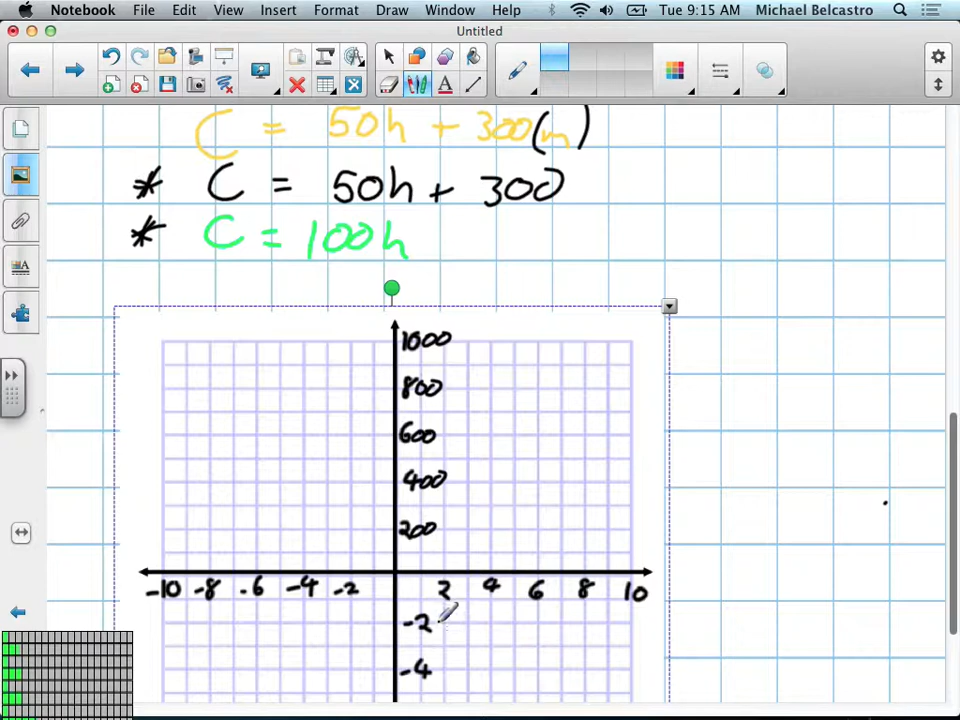 Notebook File Edit View Insert Format Draw Window Help Tue 9:15 AM Michael Belcastro
Untitled
C = 50h + 300(m)
* C = 50h + 300
* C = 100h
1000
800
600
400
200
-10 -8 -6 -4 -2 2 4 6 8 10
-2
-4